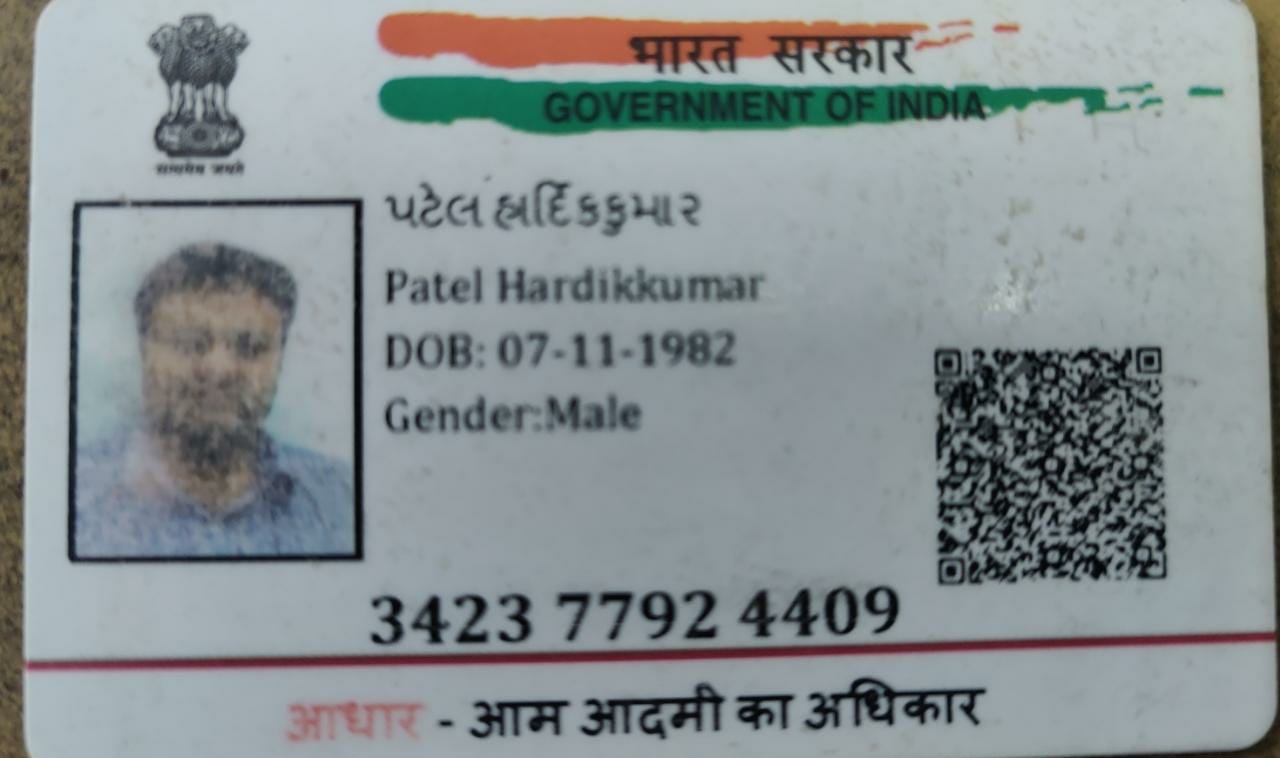 भारत सरकार
GOVERNMENT OF INDIA
सत्यमेव जयते
પટેલ હાર્દિકકુમાર
Patel Hardikkumar
DOB: 07-11-1982
Gender:Male
3423 7792 4409
आधार - आम आदमी का अधिकार